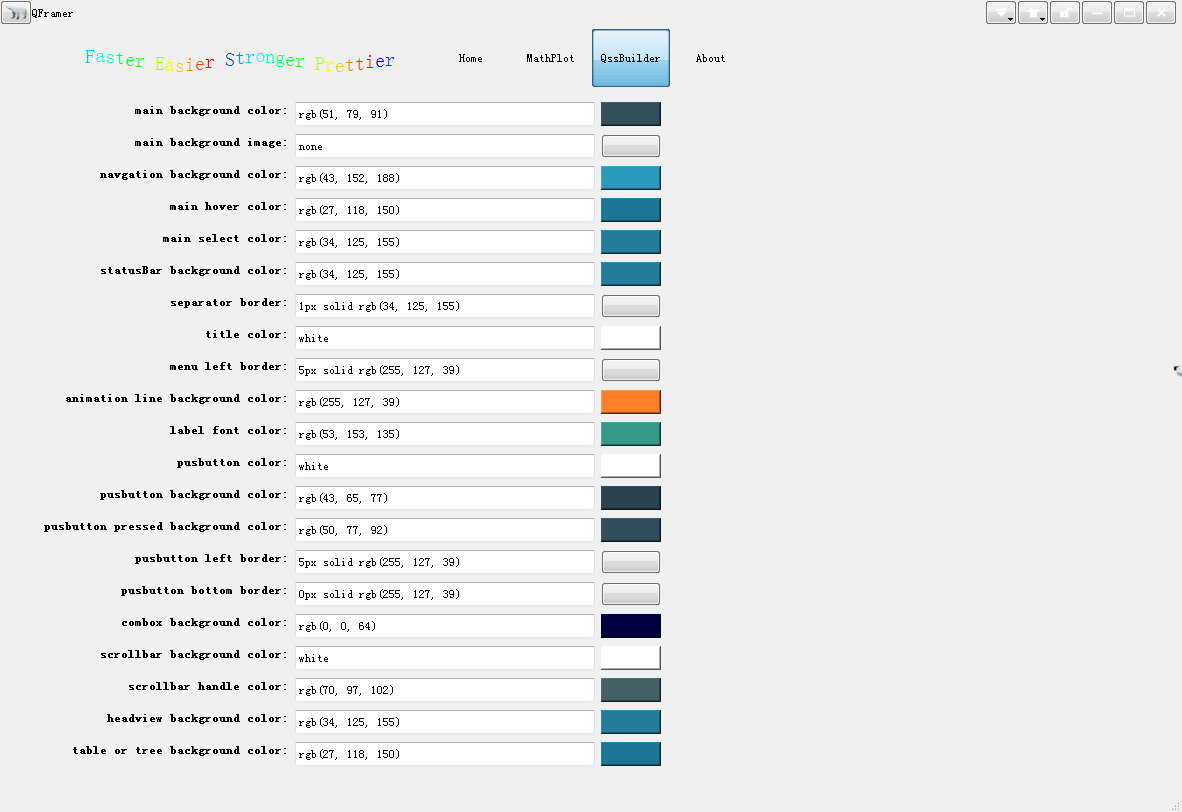 QFramer
Faster Easier Stronger Prettier Home MathPlot QssBuilder About
main background color: rgb(51, 79, 91)
main background image: none
navgation background color: rgb(43, 152, 188)
main hover color: rgb(27, 118, 150)
main select color: rgb(34, 125, 155)
statusBar background color: rgb(34, 125, 155)
separator border: 1px solid rgb(34, 125, 155)
title color: white
menu left border: 5px solid rgb(255, 127, 39)
animation line background color: rgb(255, 127, 39)
label font color: rgb(53, 153, 135)
pusbutton color: white
pusbutton background color: rgb(43, 65, 77)
pusbutton pressed background color: rgb(50, 77, 92)
pusbutton left border: 5px solid rgb(255, 127, 39)
pusbutton bottom border: 0px solid rgb(255, 127, 39)
combox background color: rgb(0, 0, 64)
scrollbar background color: white
scrollbar handle color: rgb(70, 97, 102)
headview background color: rgb(34, 125, 155)
table or tree background color: rgb(27, 118, 150)